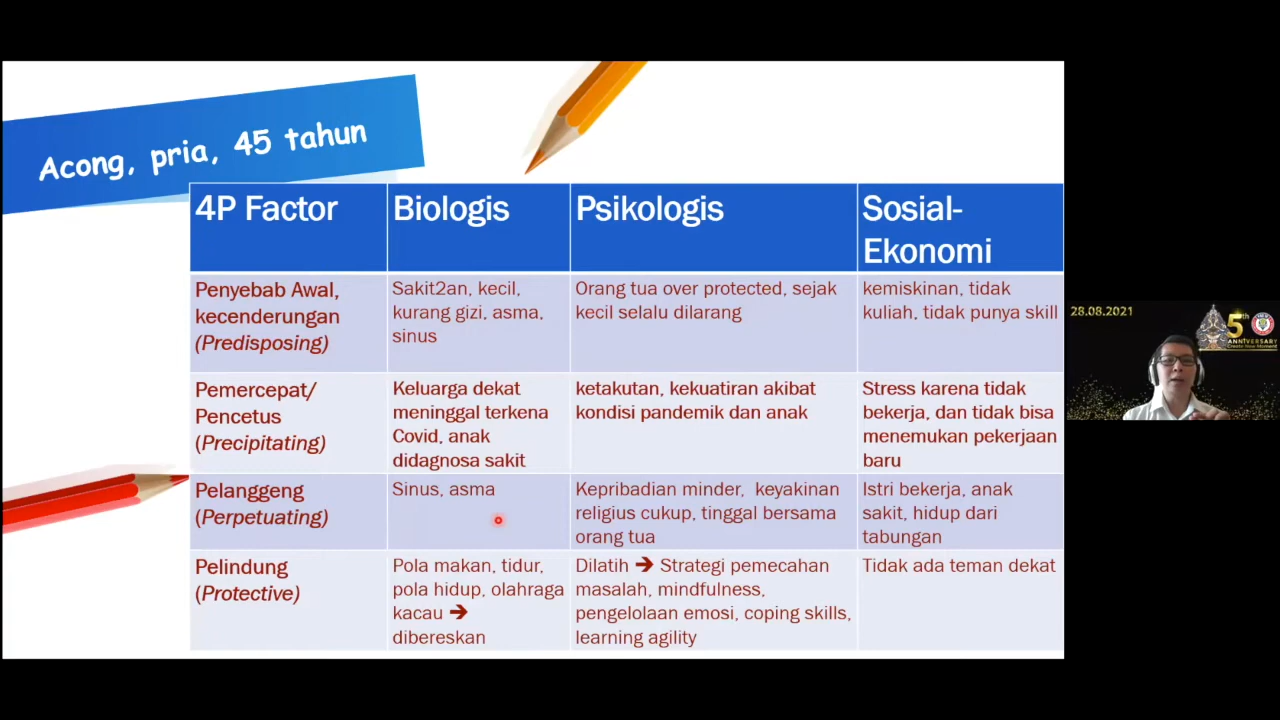 Acong, pria, 45 tahun
4P Factor
Biologis
Psikologis
Sosial-
Ekonomi
Penyebab Awal,
kecenderungan
(Predisposing)
Sakit2an, kecil,
kurang gizi, asma,
sinus
Orang tua over protected, sejak
kecil selalu dilarang
kemiskinan, tidak
kuliah, tidak punya skill
Pemercepat/
Pencetus
(Precipitating)
Keluarga dekat
meninggal terkena
Covid, anak
didagnosa sakit
ketakutan, kekuatiran akibat
kondisi pandemik dan anak
Stress karena tidak
bekerja, dan tidak bisa
menemukan pekerjaan
baru
Pelanggeng
(Perpetuating)
Sinus, asma
Kepribadian minder, keyakinan
religius cukup, tinggal bersama
orang tua
Istri bekerja, anak
sakit, hidup dari
tabungan
Pelindung
(Protective)
Pola makan, tidur,
pola hidup, olahraga
kacau ➔
dibereskan
Dilatih ➔ Strategi pemecahan
masalah, mindfulness,
pengelolaan emosi, coping skills,
learning agility
Tidak ada teman dekat
28.08.2021
5th
ANNIVERSARY
Create New Moment